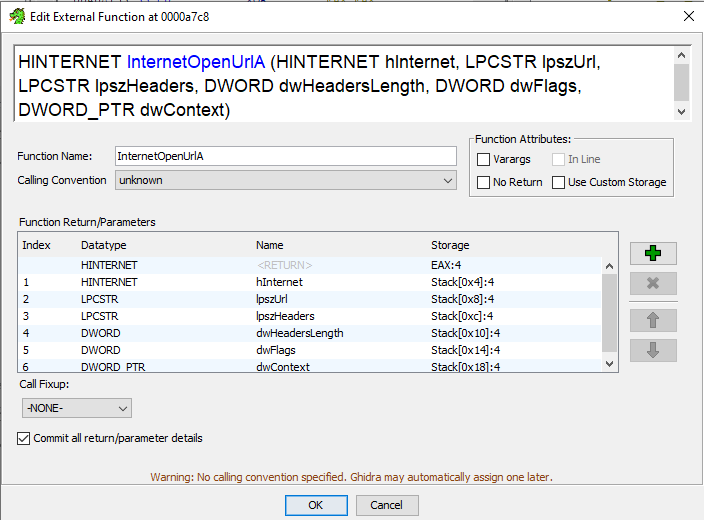 Edit External Function at 0000a7c8
HINTERNET InternetOpenUrlA (HINTERNET hInternet, LPCSTR lpszUrl,
LPCSTR lpszHeaders, DWORD dwHeadersLength, DWORD dwFlags,
DWORD_PTR dwContext)
Function Name: InternetOpenUrlA
Calling Convention unknown
Function Attributes:
Varargs In Line
No Return Use Custom Storage
Function Return/Parameters
Index Datatype Name Storage
HINTERNET <RETURN> EAX:4
1 HINTERNET hInternet Stack[0x4]:4
2 LPCSTR lpszUrl Stack[0x8]:4
3 LPCSTR lpszHeaders Stack[0xc]:4
4 DWORD dwHeadersLength Stack[0x10]:4
5 DWORD dwFlags Stack[0x14]:4
6 DWORD_PTR dwContext Stack[0x18]:4
Call Fixup:
-NONE-
Commit all return/parameter details
Warning: No calling convention specified. Ghidra may automatically assign one later.
OK Cancel